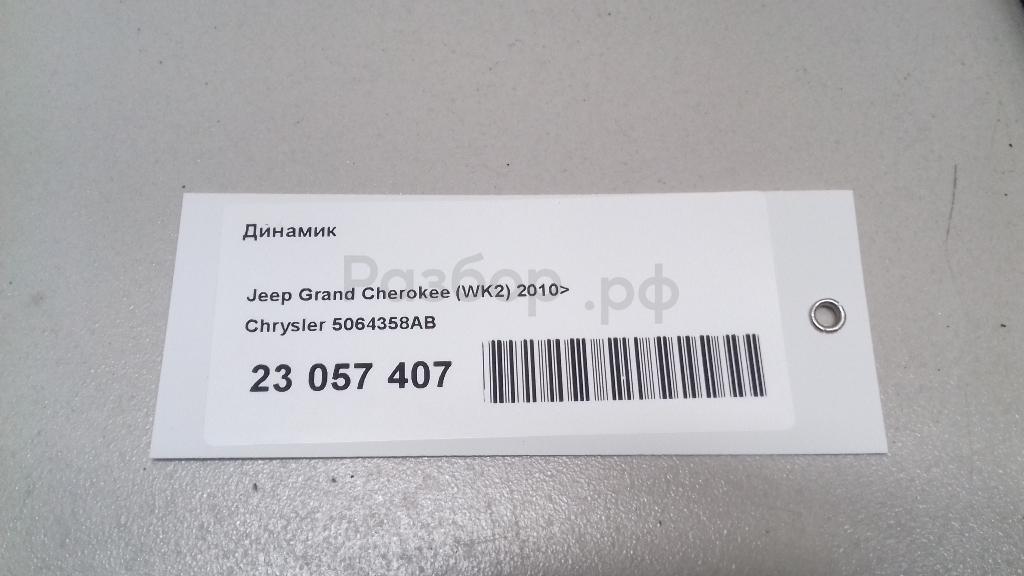 Динамик
Разбор.рф
Jeep Grand Cherokee (WK2) 2010>
Chrysler 5064358AB
23 057 407